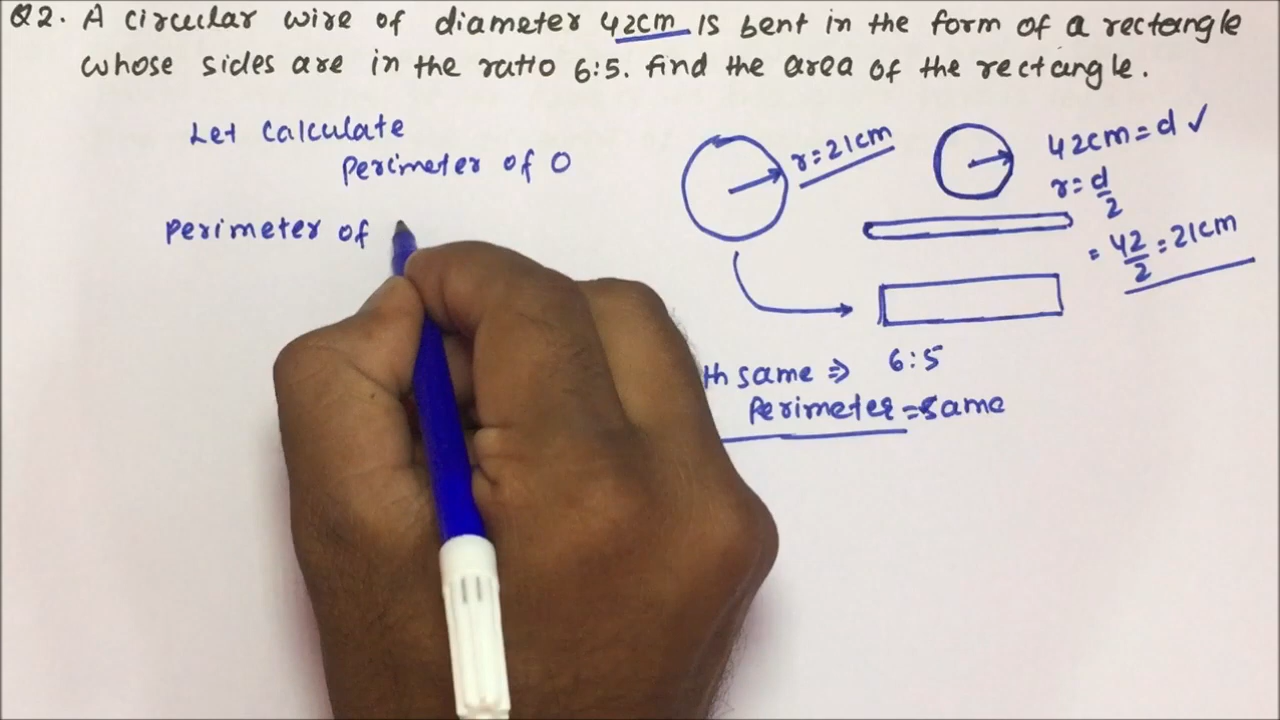 Q2. A circular wire of diameter 42cm is bent in the form of a rectangle
whose sides are in the ratio 6:5. find the area of the rectangle.
Let Calculate
perimeter of O
perimeter of
r=21cm
42cm=d ✓
r=d/2
=42/2=21cm
6:5
th same ⇒
Perimeter=same